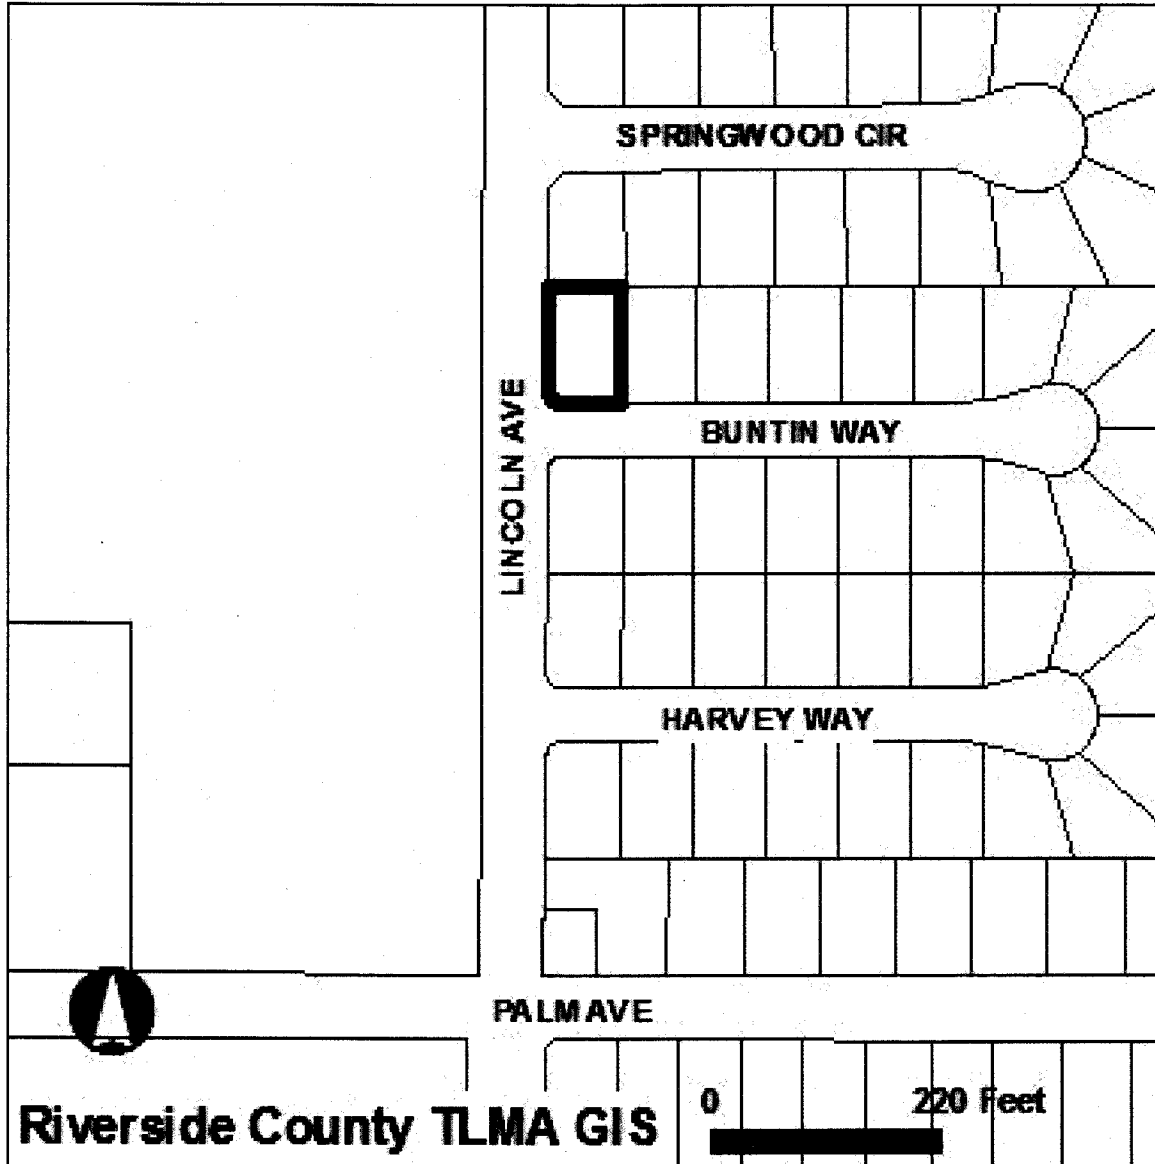 SPRINGWOOD CIR
LINCOLN AVE
BUNTIN WAY
HARVEY WAY
PALM AVE
0 220 Feet
Riverside County TLMA GIS